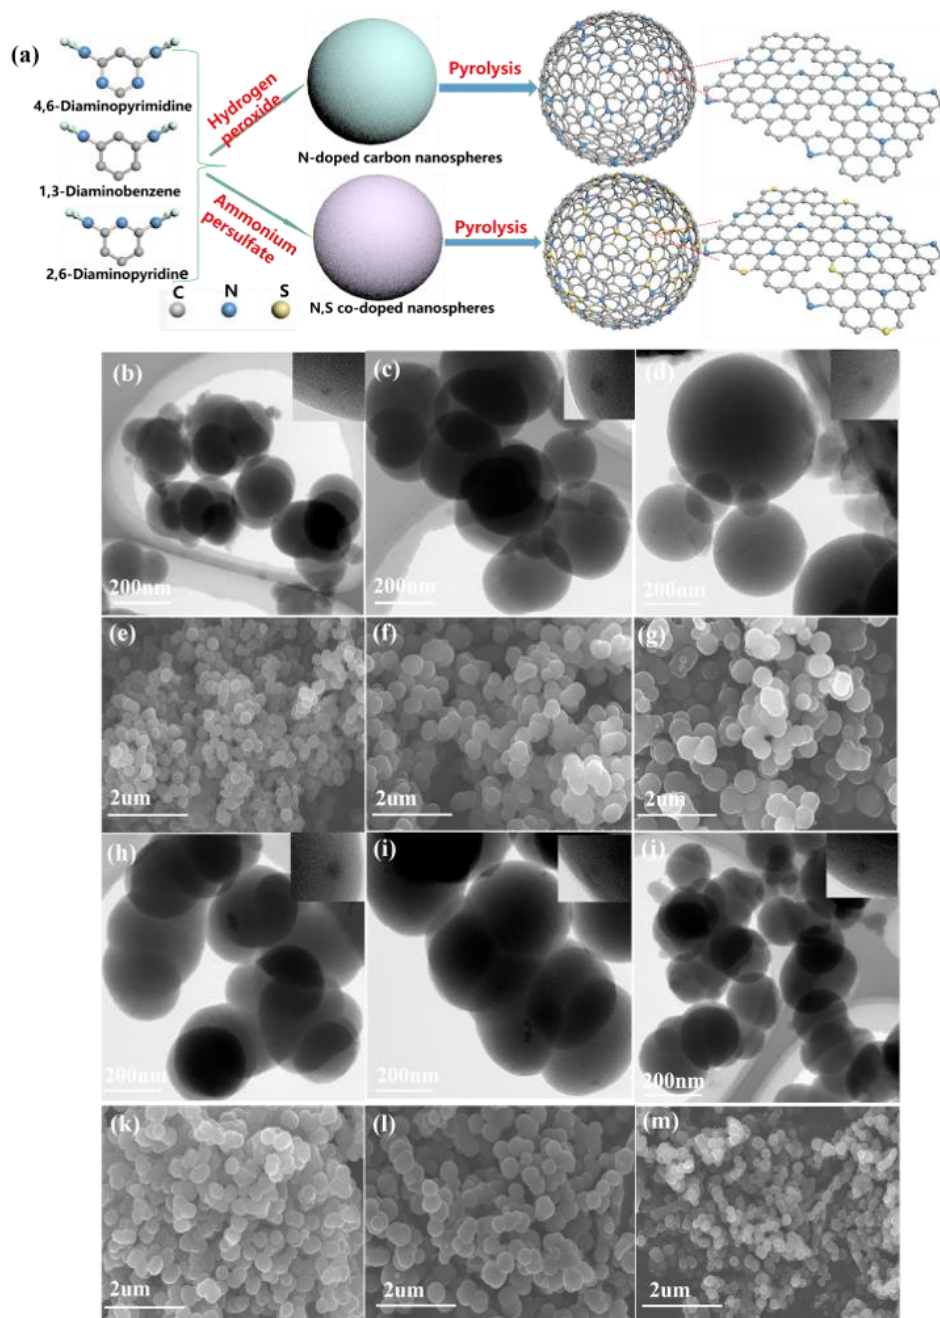 (a)
4,6-Diaminopyrimidine
1,3-Diaminobenzene
2,6-Diaminopyridine
C N S
Hydrogen
peroxide
Ammonium
persulfate
N-doped carbon nanospheres
N,S co-doped nanospheres
Pyrolysis
Pyrolysis
(b)
200nm
(c)
200nm
(d)
200nm
(e)
2um
(f)
2um
(g)
2um
(h)
200nm
(i)
200nm
(j)
200nm
(k)
2um
(l)
2um
(m)
2um